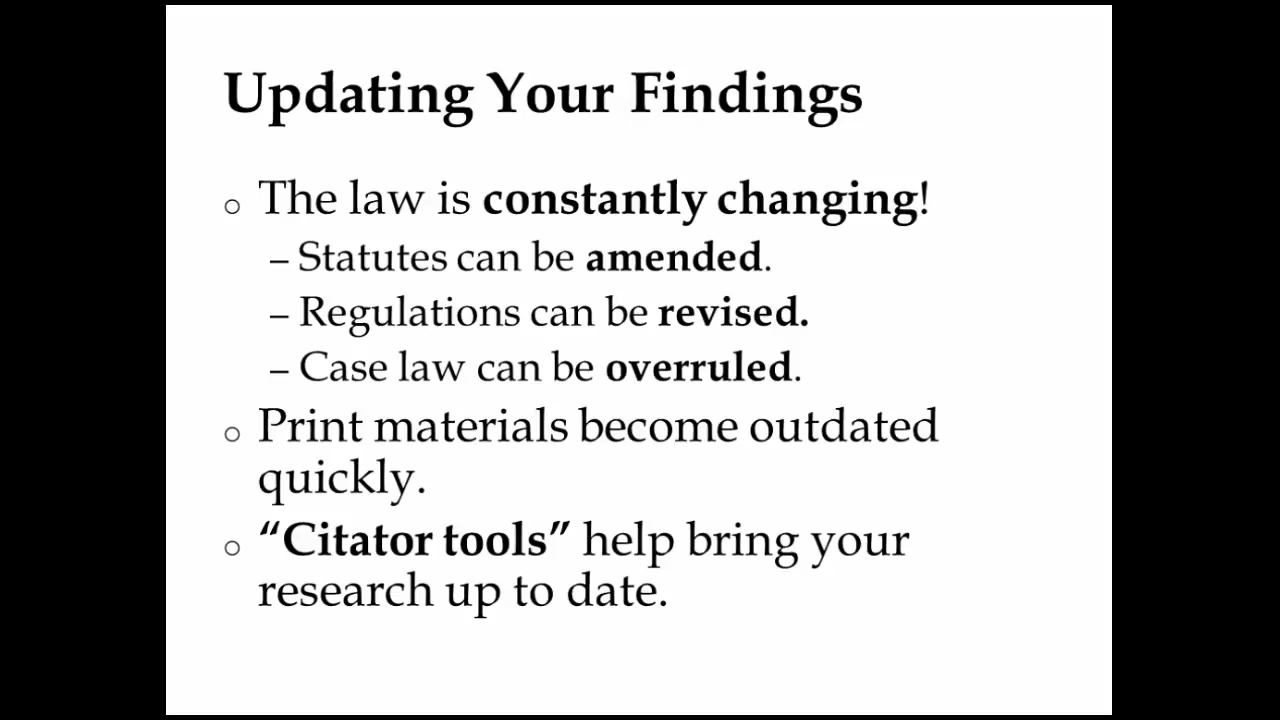 Updating Your Findings
○ The law is constantly changing!
– Statutes can be amended.
– Regulations can be revised.
– Case law can be overruled.
○ Print materials become outdated
quickly.
○ “Citator tools” help bring your
research up to date.